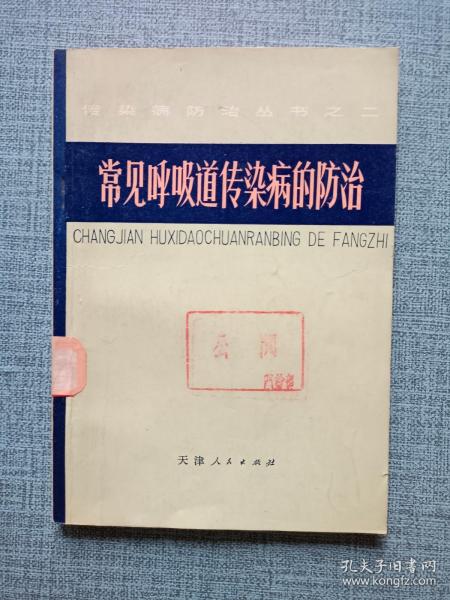 传染病防治丛书之二
常见呼吸道传染病的防治
CHANGJIAN HUXIDAOCHUANRANBING DE FANGZHI
天津人民出版社
孔夫子旧书网
www.kongfz.com